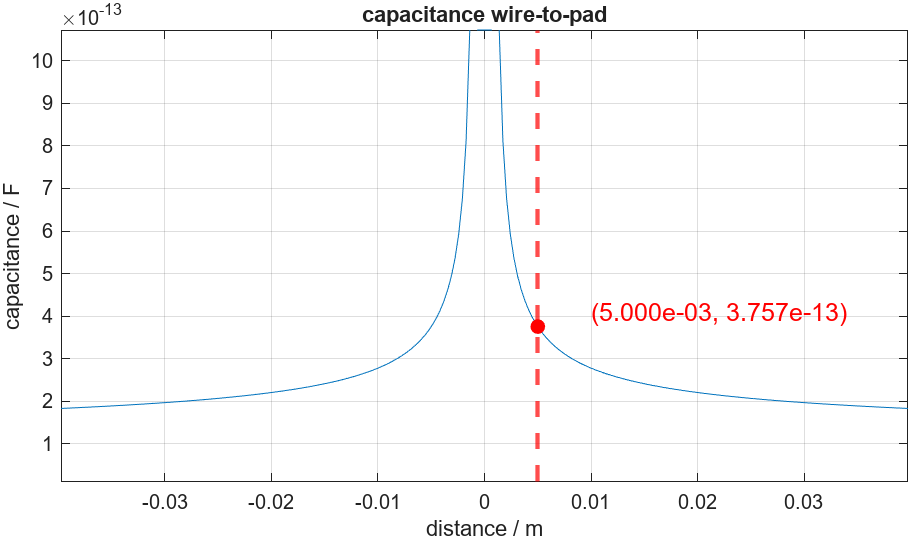 capacitance wire-to-pad
×10-13
10
9
8
7
6
5
4
3
2
1
capacitance / F
(5.000e-03, 3.757e-13)
-0.03 -0.02 -0.01 0 0.01 0.02 0.03
distance / m